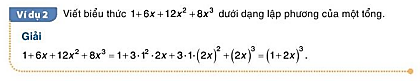 Ví dụ 2 Viết biểu thức 1+6x+12x²+8x³ dưới dạng lập phương của một tổng.
Giải
1+6x+12x²+8x³ = 1+3·1²·2x+3·1·(2x)²+(2x)³ = (1+2x)³.